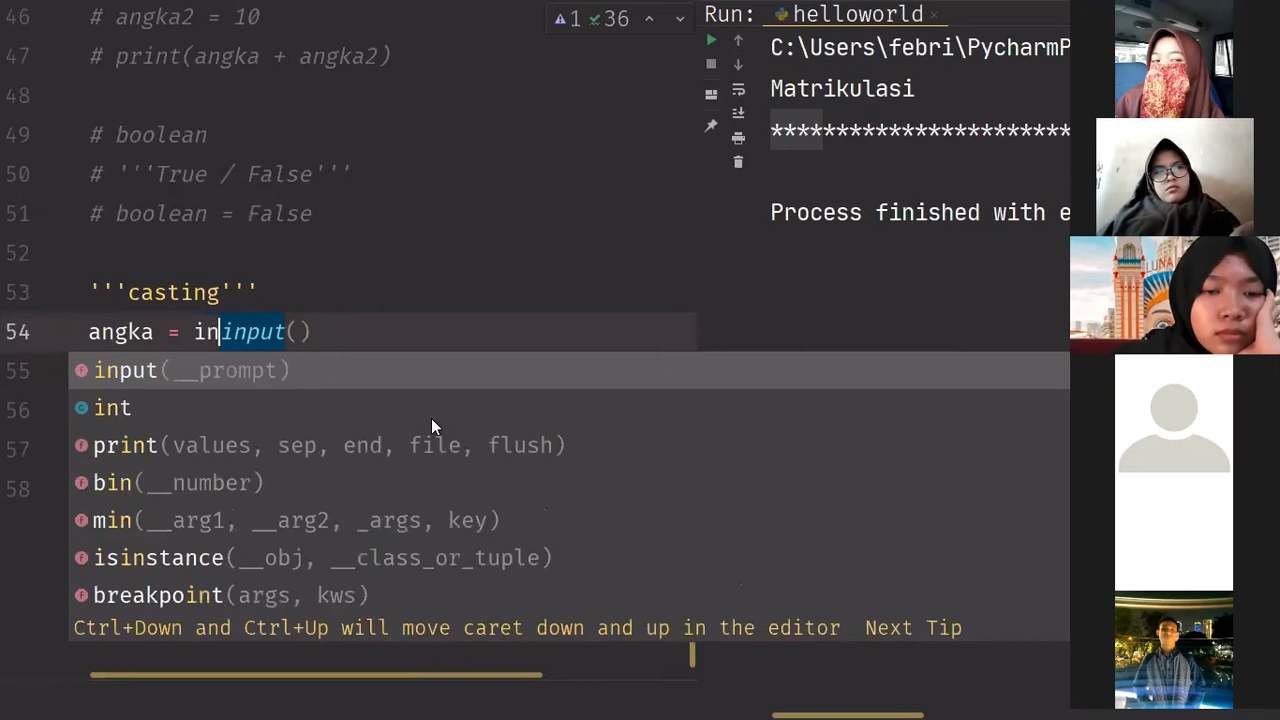 46 # angka2 = 10
47 # print(angka + angka2)
48
49 # boolean
50 # '''True / False'''
51 # boolean = False
52
53 '''casting'''
54 angka = ininput()
55 input(__prompt)
56 int
57 print(values, sep, end, file, flush)
58 bin(__number)
min(__arg1, __arg2, _args, key)
isinstance(__obj, __class_or_tuple)
breakpoint(args, kws)
Ctrl+Down and Ctrl+Up will move caret down and up in the editor Next Tip
1 36
Run: helloworld
C:\Users\febri\PycharmP
Matrikulasi
***********************
Process finished with e
LUNA